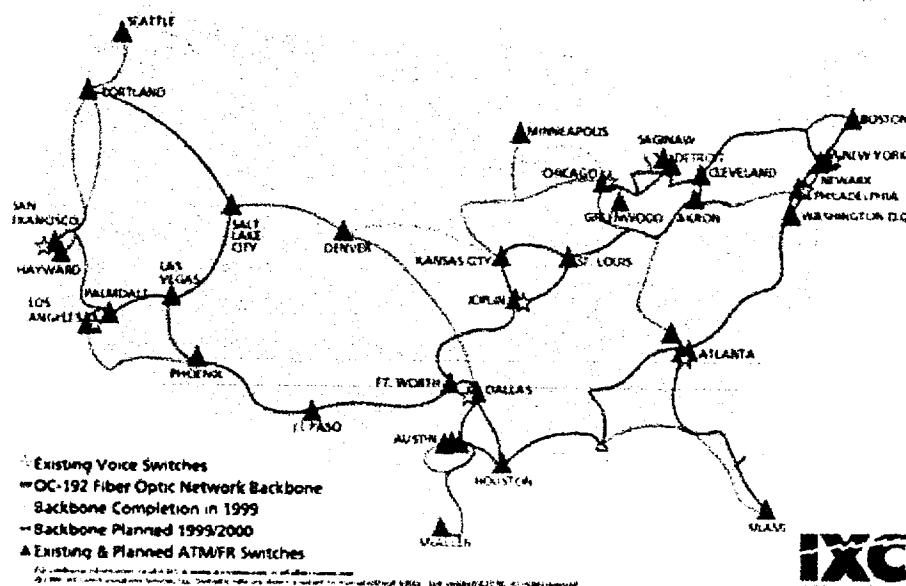 SEATTLE
PORTLAND
MINNEAPOLIS
BOSTON
SAGINAW
DETROIT
NEW YORK
CHICAGO
CLEVELAND
NEWARK
PHILADELPHIA
GREENWOOD
AKRON
WASHINGTON D.C.
SAN
FRANCISCO
SALT
LAKE
CITY
DENVER
KANSAS CITY
ST. LOUIS
HAYWARD
LAS
VEGAS
PALMDALE
LOS
ANGELES
JOPLIN
PHOENIX
ATLANTA
FT. WORTH
DALLAS
EL PASO
AUSTIN
HOUSTON
MIAMI
MCALLEN
Existing Voice Switches
OC-192 Fiber Optic Network Backbone
Backbone Completion in 1999
Backbone Planned 1999/2000
Existing & Planned ATM/FR Switches
IXC